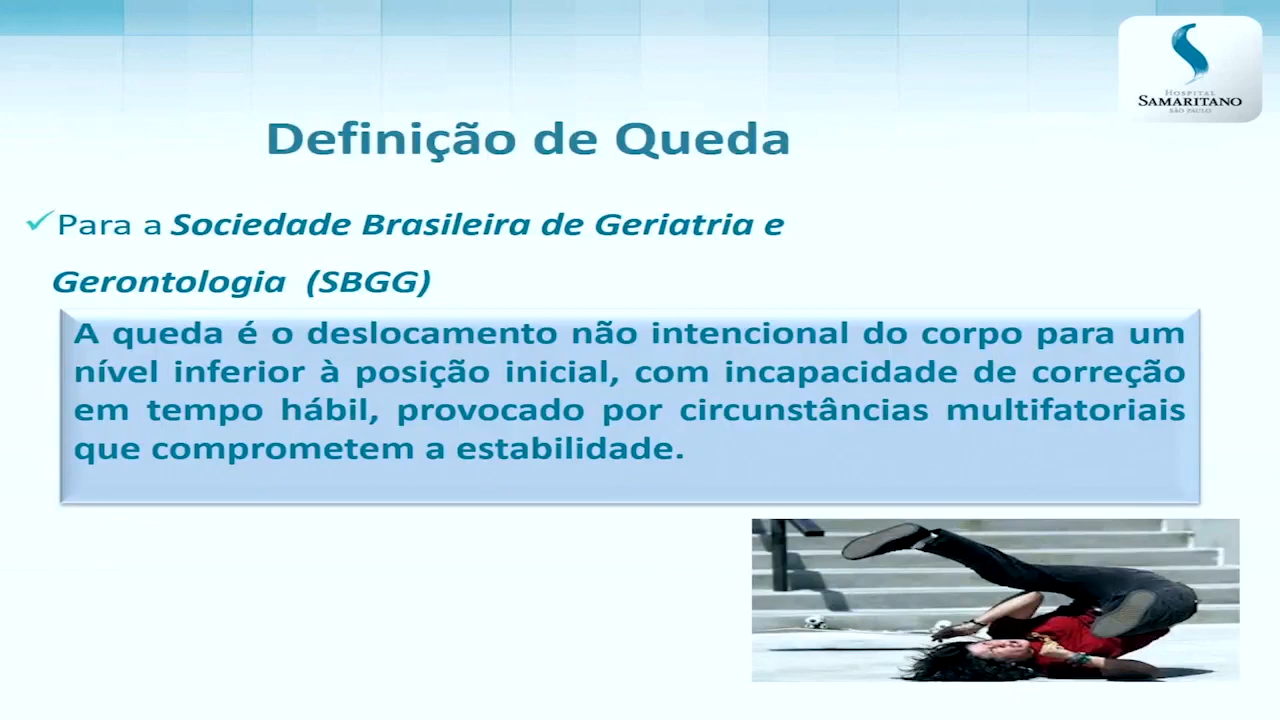 HOSPITAL
SAMARITANO
SÃO PAULO
Definição de Queda
Para a Sociedade Brasileira de Geriatria e
Gerontologia (SBGG)
A queda é o deslocamento não intencional do corpo para um
nível inferior à posição inicial, com incapacidade de correção
em tempo hábil, provocado por circunstâncias multifatoriais
que comprometem a estabilidade.